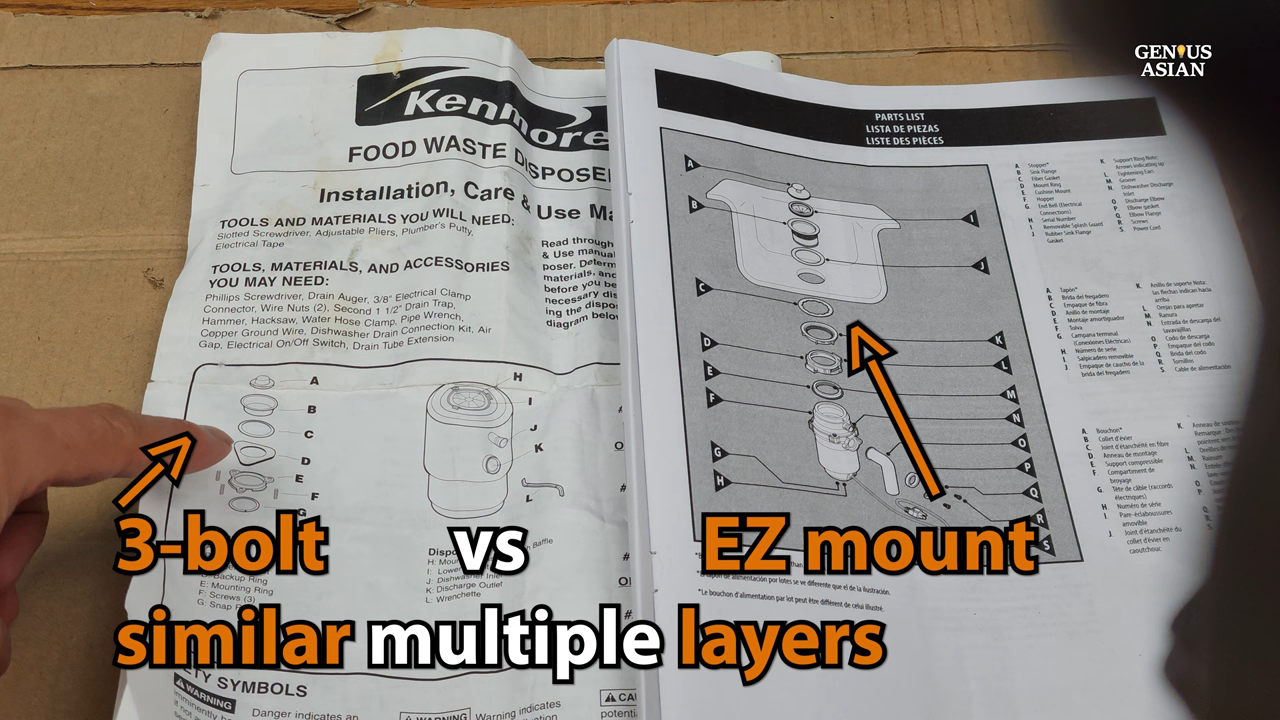 GENIUS
ASIAN
Kenmore
FOOD WASTE DISPOSE
Installation, Care & Use Ma
TOOLS AND MATERIALS YOU WILL NEED:
Slotted Screwdriver, Adjustable Pliers, Plumber's Putty,
Electrical Tape
TOOLS, MATERIALS, AND ACCESSORIES
YOU MAY NEED:
Phillips Screwdriver, Drain Auger, 3/8" Electrical Clamp
Connector, Wire Nuts (2), Second 1 1/2" Drain Trap,
Hammer, Hacksaw, Water Hose Clamp, Pipe Wrench,
Copper Ground Wire, Dishwasher Drain Connection Kit, Air
Gap, Electrical On/Off Switch, Drain Tube Extension
Read through
& Use manual
poser. Determ
materials, and
before you be
necessary dis
ing the dispos
diagram below
A
B
C
D
E
F
G
H
I
J
K
L
Backup Ring
E: Mounting Ring
F: Screws (3)
G: Snap R
Dispo
H: Mou
I: Lowe
J: Dishwasher Inlet
K: Discharge Outlet
L: Wrenchette
Baffle
ETY SYMBOLS
WARNING
Danger indicates an
imminently h
WARNING
Warning indicates
CAU
potenti
PARTS LIST
LISTA DE PIEZAS
LISTE DES PIÈCES
A
B
C
D
E
F
G
H
I
J
K
L
M
N
O
P
Q
R
S
A. Stopper*
B. Sink Flange
C. Fiber Gasket
D. Mount Ring
E. Cushion Mount
F. Hopper
G. End Bell (Electrical
Connections)
H. Serial Number
I. Removable Splash Guard
J. Rubber Sink Flange
Gasket
K. Support Ring Note:
Arrows indicating up
L. Tightening Ears
M. Groove
N. Dishwasher Discharge
Inlet
O. Discharge Elbow
P. Elbow gasket
Q. Elbow Flange
R. Screws
S. Power Cord
A. Tapón*
B. Brida del fregadero
C. Empaque de fibra
D. Anillo de montaje
E. Montaje amortiguador
F. Tolva
G. Campana terminal
(Conexiones Eléctricas)
H. Número de serie
I. Salpicadero removible
J. Empaque de caucho de la
brida del fregadero
K. Anillo de soporte Nota:
las flechas indican hacia
arriba
L. Orejas para apretar
M. Ranura
N. Entrada de descarga del
lavavajillas
O. Codo de descarga
P. Empaque del codo
Q. Brida del codo
R. Tornillos
S. Cable de alimentación
A. Bouchon*
B. Collet d'évier
C. Joint d'étanchéité en fibre
D. Anneau de montage
E. Support compressible
F. Compartiment de
broyage
G. Tête de câble (raccords
électriques)
H. Numéro de série
I. Pare-éclaboussures
amovible
J. Joint d'étanchéité du
collet d'évier en
caoutchouc.
K. Anneau de
*Le bouchon d'alimentation par lot peut être différent de celui illustré.
3-bolt vs EZ mount
similar multiple layers